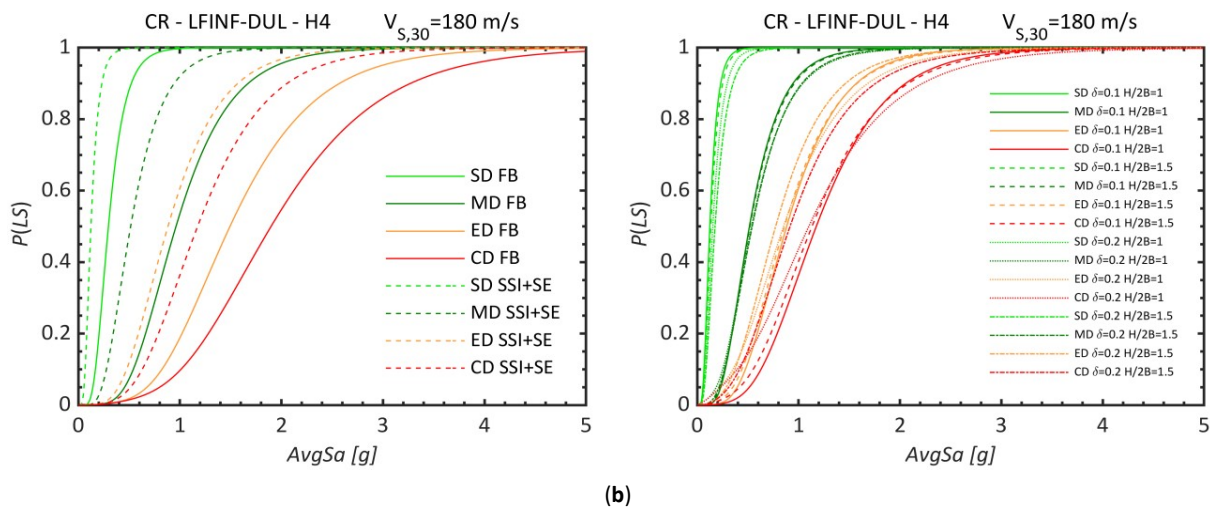 CR - LFINF-DUL - H4 V_S,30=180 m/s
P(LS)
1
0.8
0.6
0.4
0.2
0
0 1 2 3 4 5
AvgSa [g]
SD FB
MD FB
ED FB
CD FB
SD SSI+SE
MD SSI+SE
ED SSI+SE
CD SSI+SE
CR - LFINF-DUL - H4 V_S,30=180 m/s
P(LS)
1
0.8
0.6
0.4
0.2
0
0 1 2 3 4 5
AvgSa [g]
SD δ=0.1 H/2B=1
MD δ=0.1 H/2B=1
ED δ=0.1 H/2B=1
CD δ=0.1 H/2B=1
SD δ=0.1 H/2B=1.5
MD δ=0.1 H/2B=1.5
ED δ=0.1 H/2B=1.5
CD δ=0.1 H/2B=1.5
SD δ=0.2 H/2B=1
MD δ=0.2 H/2B=1
ED δ=0.2 H/2B=1
CD δ=0.2 H/2B=1
SD δ=0.2 H/2B=1.5
MD δ=0.2 H/2B=1.5
ED δ=0.2 H/2B=1.5
CD δ=0.2 H/2B=1.5
(b)